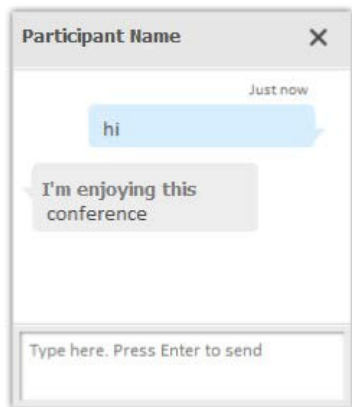 Participant Name
Just now
hi
I'm enjoying this
conference
Type here. Press Enter to send